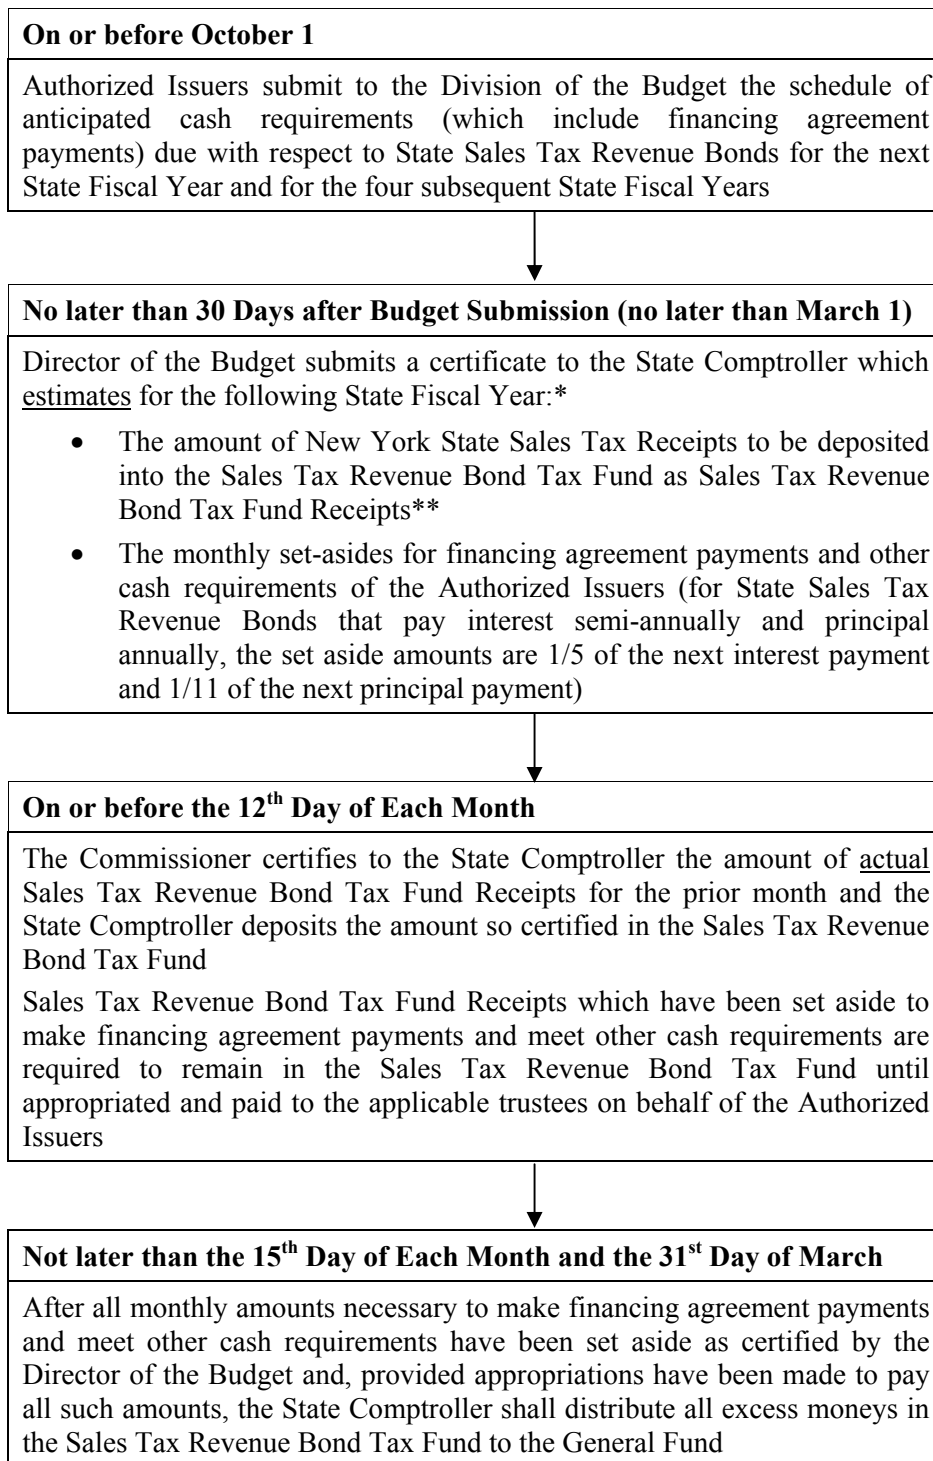 On or before October 1
Authorized Issuers submit to the Division of the Budget the schedule of
anticipated cash requirements (which include financing agreement
payments) due with respect to State Sales Tax Revenue Bonds for the next
State Fiscal Year and for the four subsequent State Fiscal Years
No later than 30 Days after Budget Submission (no later than March 1)
Director of the Budget submits a certificate to the State Comptroller which
estimates for the following State Fiscal Year:*
• The amount of New York State Sales Tax Receipts to be deposited
into the Sales Tax Revenue Bond Tax Fund as Sales Tax Revenue
Bond Tax Fund Receipts**
• The monthly set-asides for financing agreement payments and other
cash requirements of the Authorized Issuers (for State Sales Tax
Revenue Bonds that pay interest semi-annually and principal
annually, the set aside amounts are 1/5 of the next interest payment
and 1/11 of the next principal payment)
On or before the 12th Day of Each Month
The Commissioner certifies to the State Comptroller the amount of actual
Sales Tax Revenue Bond Tax Fund Receipts for the prior month and the
State Comptroller deposits the amount so certified in the Sales Tax Revenue
Bond Tax Fund
Sales Tax Revenue Bond Tax Fund Receipts which have been set aside to
make financing agreement payments and meet other cash requirements are
required to remain in the Sales Tax Revenue Bond Tax Fund until
appropriated and paid to the applicable trustees on behalf of the Authorized
Issuers
Not later than the 15th Day of Each Month and the 31st Day of March
After all monthly amounts necessary to make financing agreement payments
and meet other cash requirements have been set aside as certified by the
Director of the Budget and, provided appropriations have been made to pay
all such amounts, the State Comptroller shall distribute all excess moneys in
the Sales Tax Revenue Bond Tax Fund to the General Fund